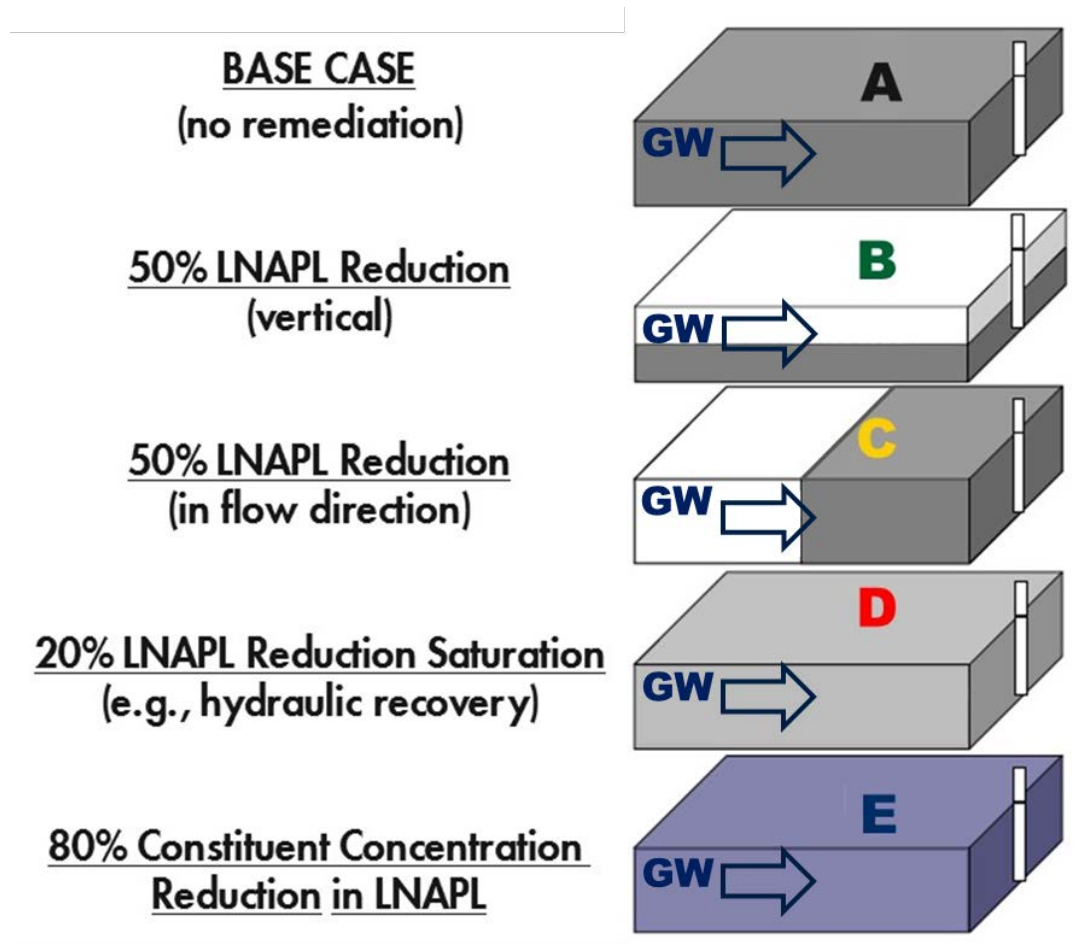 BASE CASE
(no remediation)
A
GW
50% LNAPL Reduction
(vertical)
B
GW
50% LNAPL Reduction
(in flow direction)
C
GW
20% LNAPL Reduction Saturation
(e.g., hydraulic recovery)
D
GW
80% Constituent Concentration
Reduction in LNAPL
E
GW